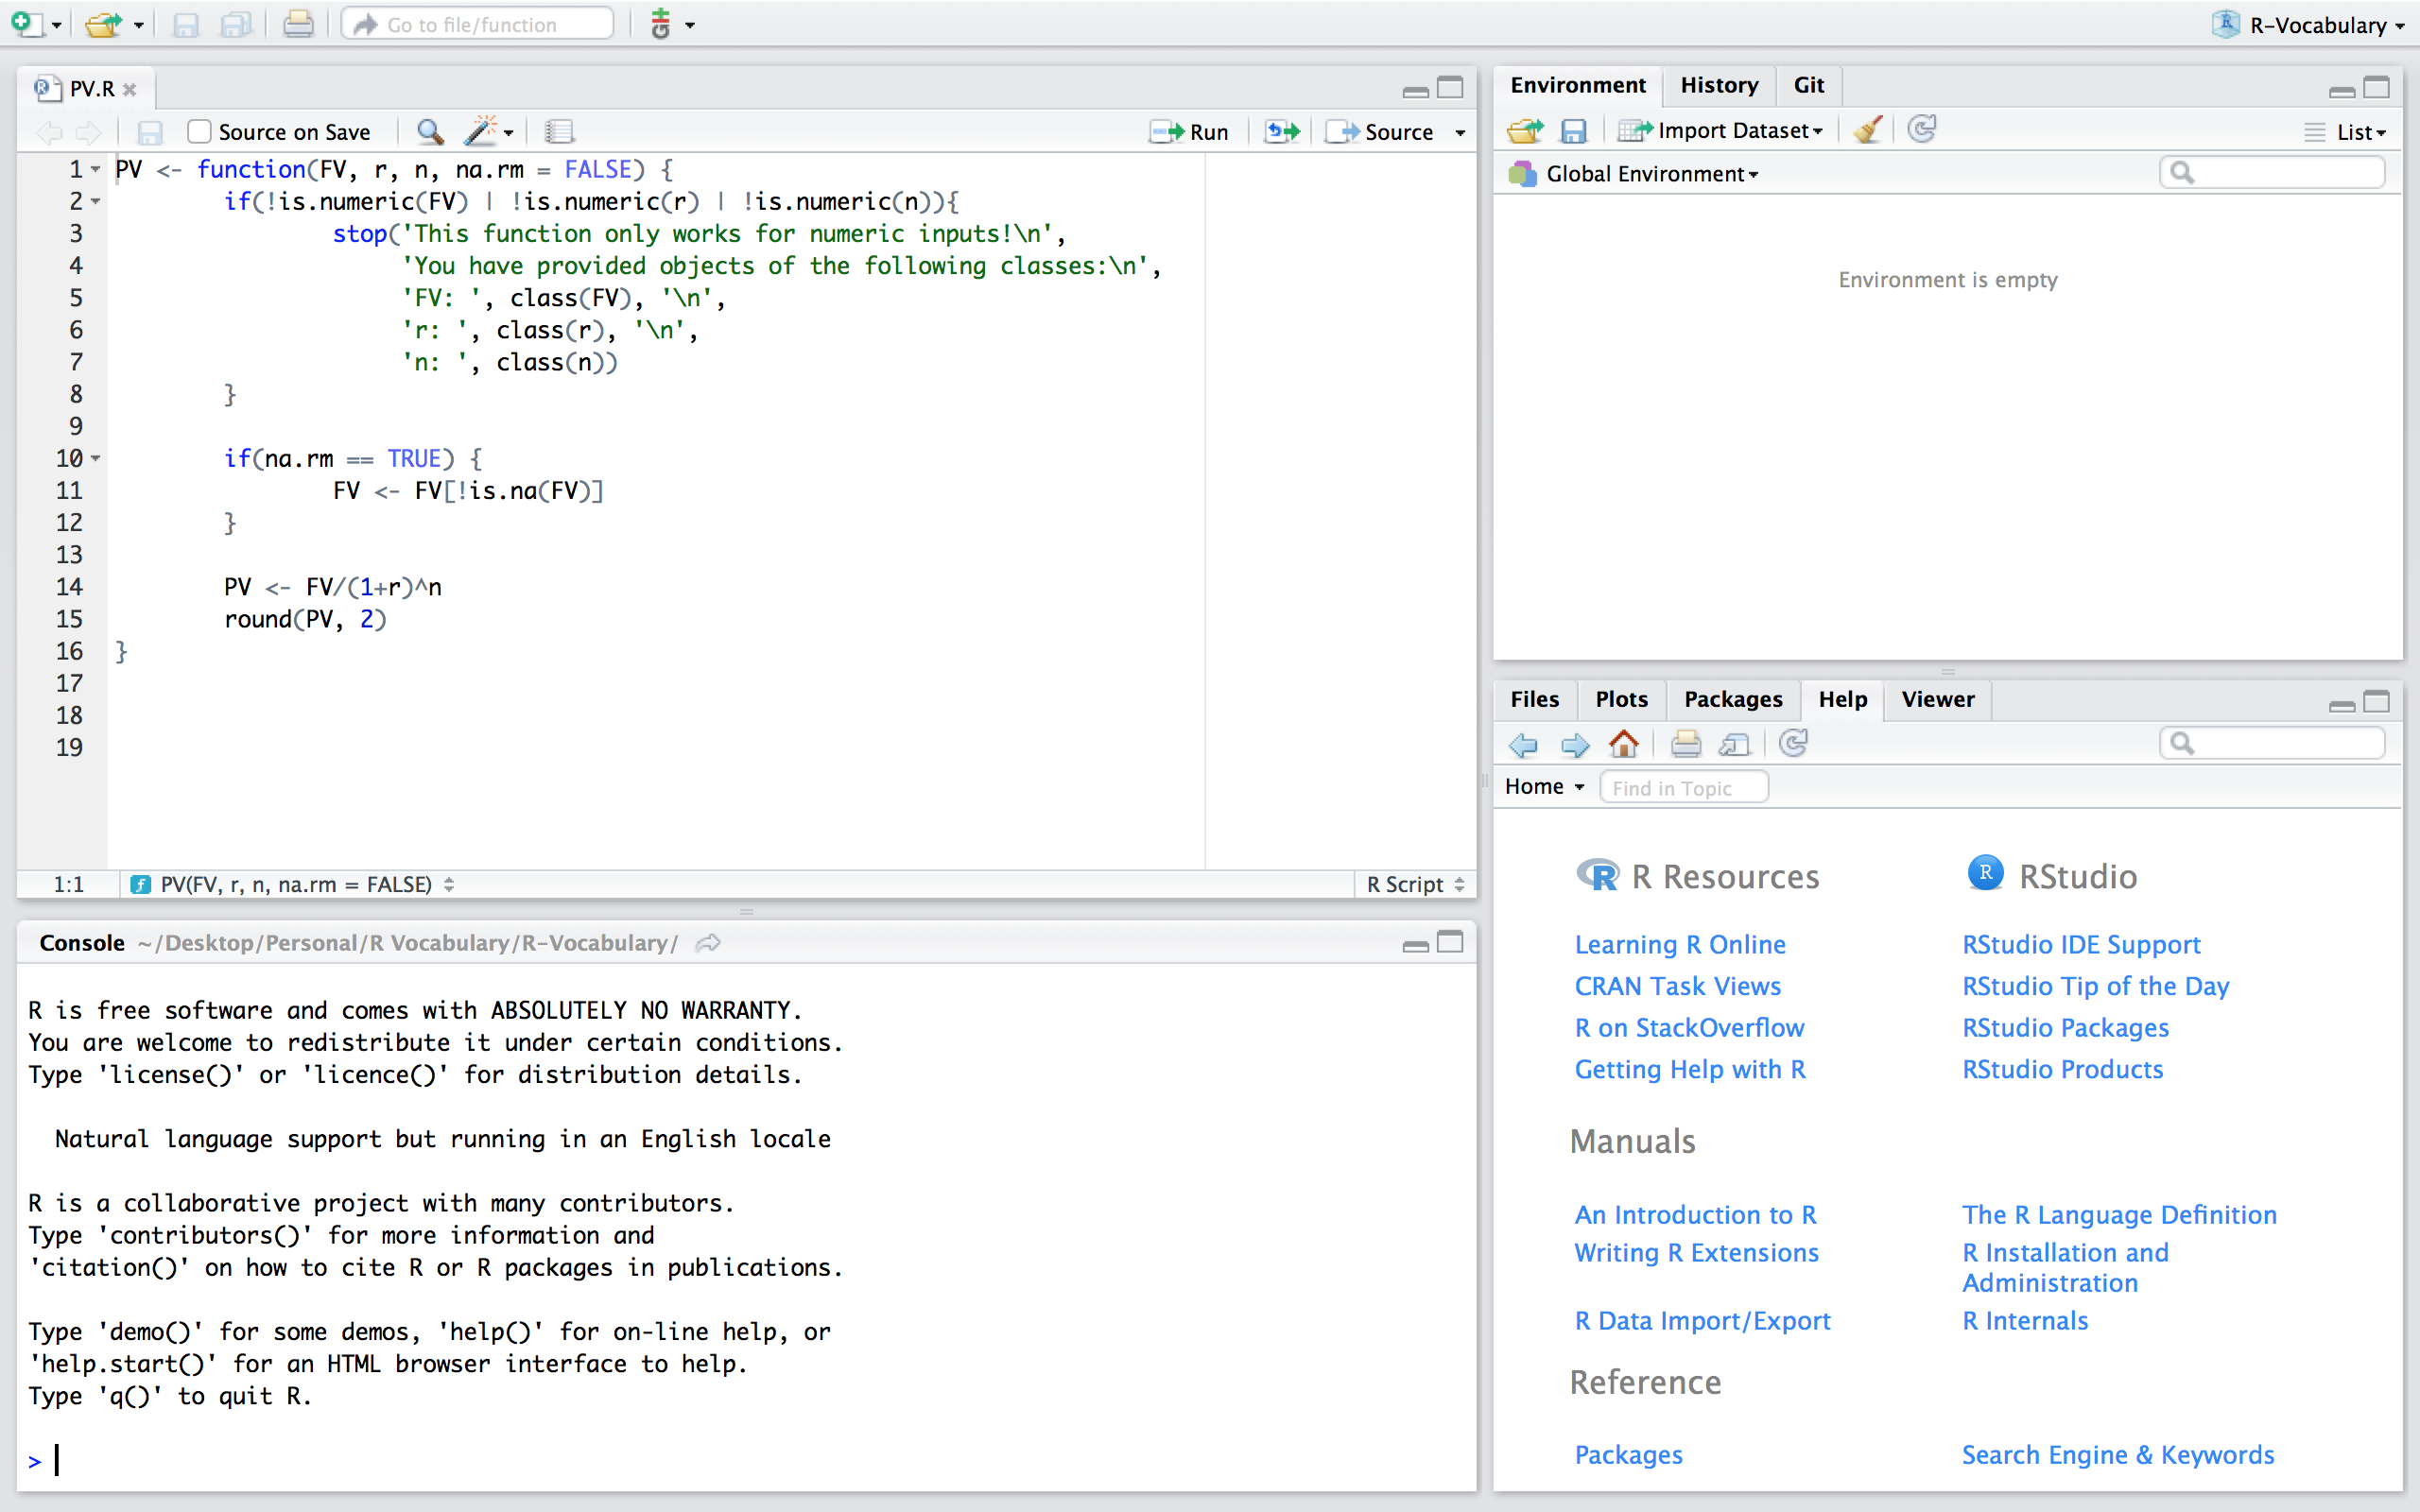 Go to file/function
R-Vocabulary
PV.R
Source on Save
Run
Source
1 PV <- function(FV, r, n, na.rm = FALSE) {
2 if(!is.numeric(FV) | !is.numeric(r) | !is.numeric(n)){
3 stop('This function only works for numeric inputs!\n',
4 'You have provided objects of the following classes:\n',
5 'FV: ', class(FV), '\n',
6 'r: ', class(r), '\n',
7 'n: ', class(n))
8 }
9
10 if(na.rm == TRUE) {
11 FV <- FV[!is.na(FV)]
12 }
13
14 PV <- FV/(1+r)^n
15 round(PV, 2)
16 }
17
18
19
1:1 PV(FV, r, n, na.rm = FALSE) R Script
Console ~/Desktop/Personal/R Vocabulary/R-Vocabulary/
R is free software and comes with ABSOLUTELY NO WARRANTY.
You are welcome to redistribute it under certain conditions.
Type 'license()' or 'licence()' for distribution details.
Natural language support but running in an English locale
R is a collaborative project with many contributors.
Type 'contributors()' for more information and
'citation()' on how to cite R or R packages in publications.
Type 'demo()' for some demos, 'help()' for on-line help, or
'help.start()' for an HTML browser interface to help.
Type 'q()' to quit R.
>
Environment History Git
Import Dataset List
Global Environment
Environment is empty
Files Plots Packages Help Viewer
Home Find in Topic
R Resources
Learning R Online
CRAN Task Views
R on StackOverflow
Getting Help with R
R RStudio
RStudio IDE Support
RStudio Tip of the Day
RStudio Packages
RStudio Products
Manuals
An Introduction to R
Writing R Extensions
R Data Import/Export
The R Language Definition
R Installation and
Administration
R Internals
Reference
Packages
Search Engine & Keywords